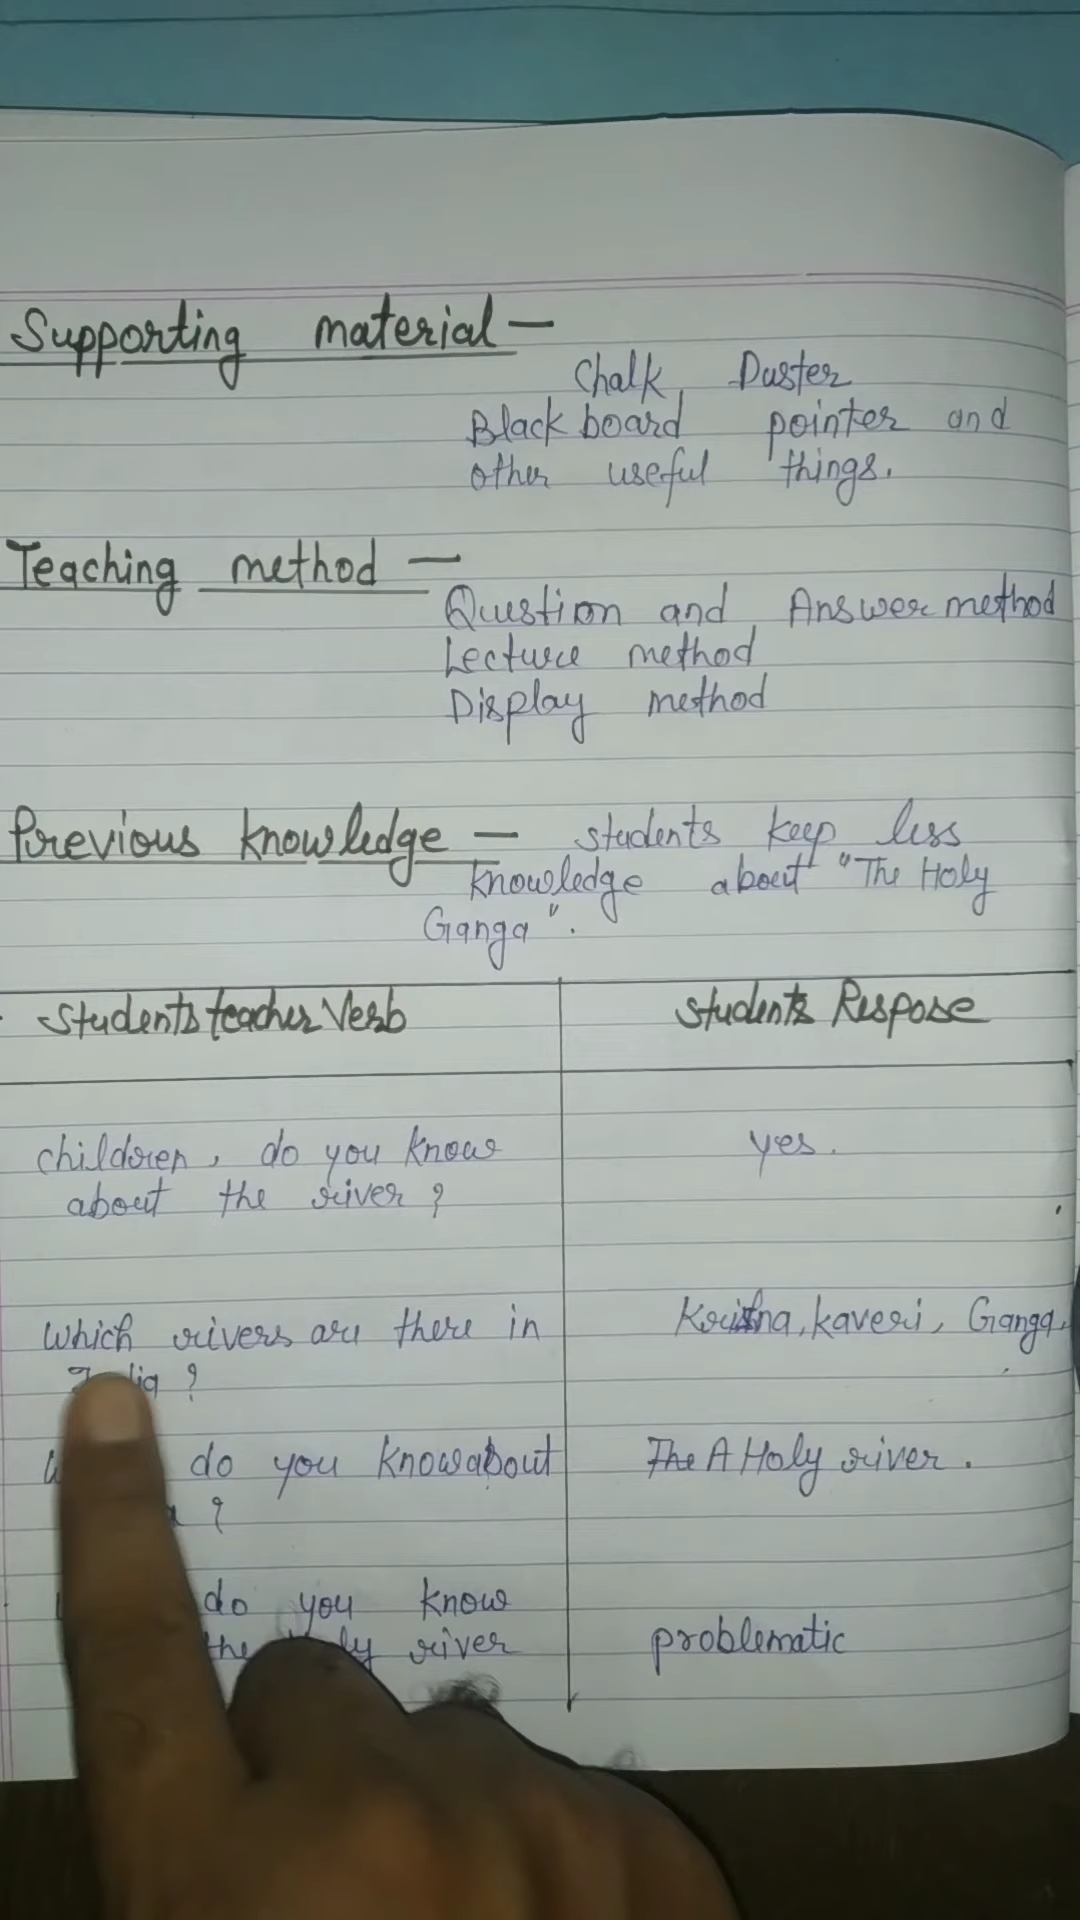 Supporting material —
Chalk, Duster
Black board pointer and
other useful things.
Teaching method —
Question and Answer method
Lecture method
Display method
Previous knowledge — students keep less
knowledge about "The Holy
Ganga".
Students teacher Verb
Students Respose
children, do you know
about the river ?
yes.
Which rivers are there in
?
Krishna, kaveri, Ganga,
do you know about
?
The A Holy river.
do you know
the river
problematic